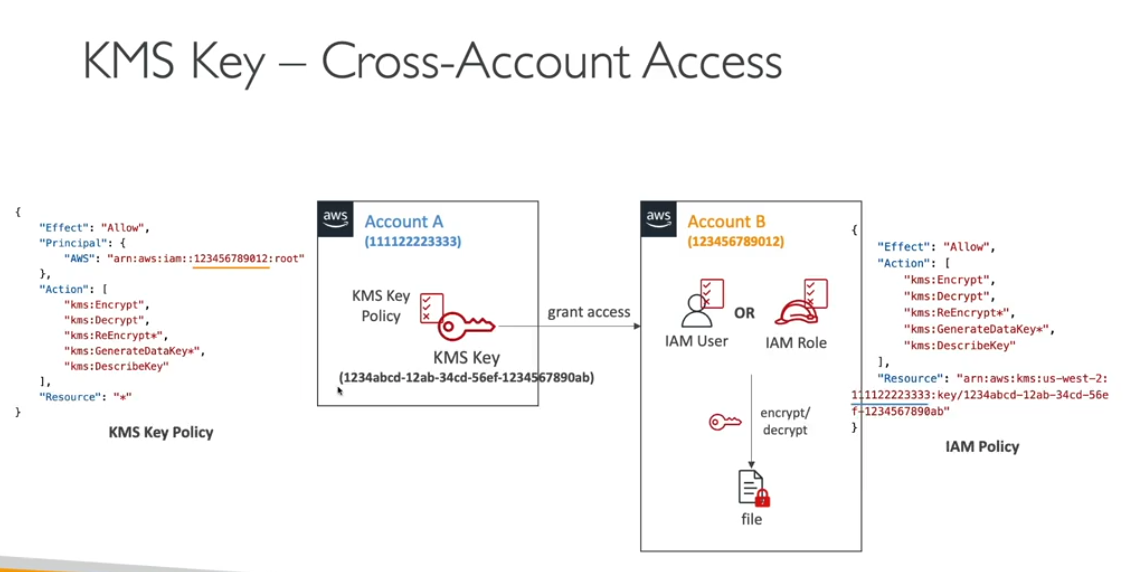 KMS Key – Cross-Account Access
{
"Effect": "Allow",
"Principal": {
"AWS": "arn:aws:iam::123456789012:root"
},
"Action": [
"kms:Encrypt",
"kms:Decrypt",
"kms:ReEncrypt*",
"kms:GenerateDataKey*",
"kms:DescribeKey"
],
"Resource": "*"
}
KMS Key Policy
aws
Account A
(111122223333)
KMS Key
Policy
KMS Key
(1234abcd-12ab-34cd-56ef-1234567890ab)
grant access
aws
Account B
(123456789012)
IAM User
OR
IAM Role
encrypt/
decrypt
file
{
"Effect": "Allow",
"Action": [
"kms:Encrypt",
"kms:Decrypt",
"kms:ReEncrypt*",
"kms:GenerateDataKey*",
"kms:DescribeKey"
],
"Resource": "arn:aws:kms:us-west-2:
111122223333:key/1234abcd-12ab-34cd-56e
f-1234567890ab"
}
IAM Policy